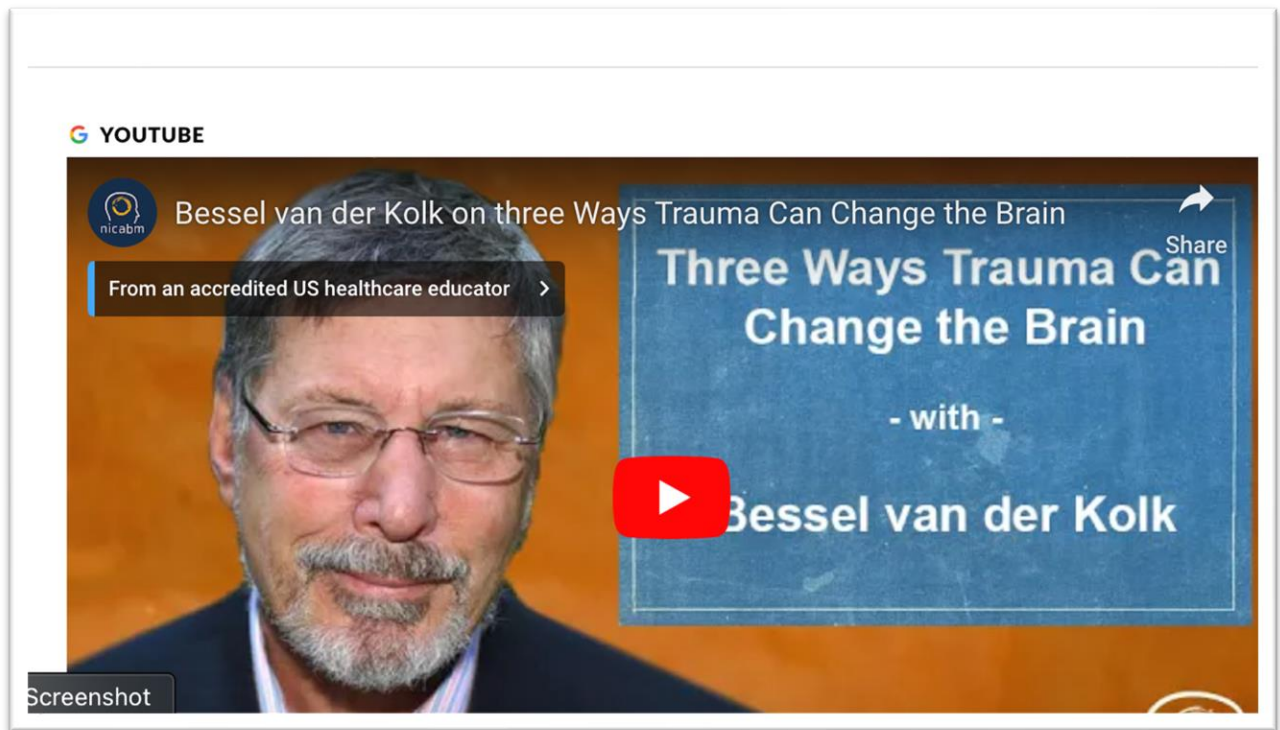 YOUTUBE
nicabm
Bessel van der Kolk on three Ways Trauma Can Change the Brain
Share
From an accredited US healthcare educator
Three Ways Trauma Can
Change the Brain
- with -
Bessel van der Kolk
Screenshot